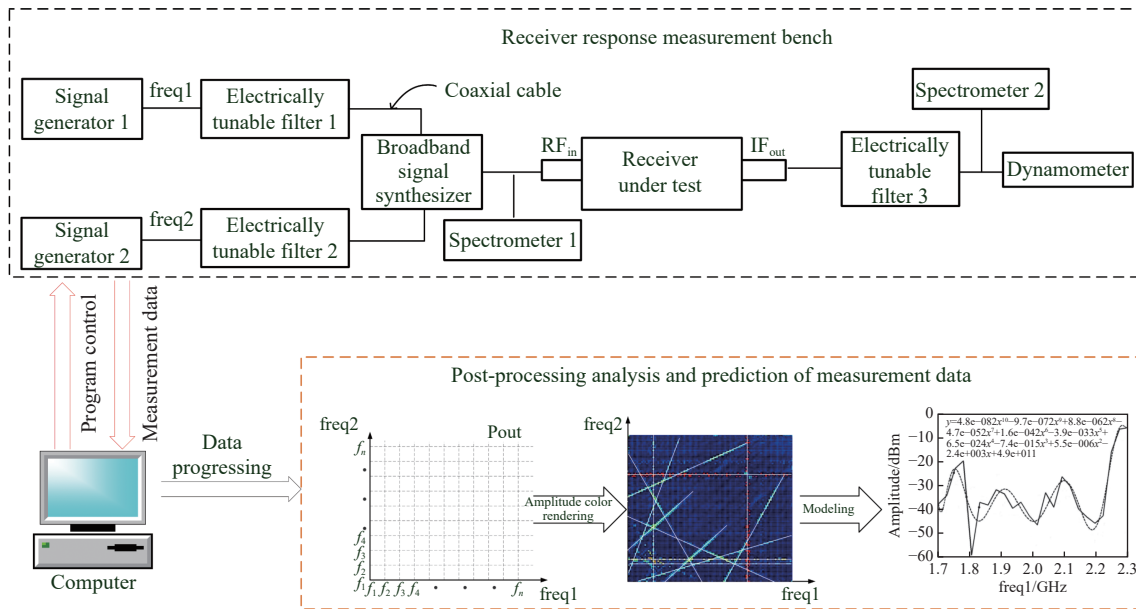 Receiver response measurement bench
Signal
generator 1
freq1
Electrically
tunable filter 1
Coaxial cable
Broadband
signal
synthesizer
Signal
generator 2
freq2
Electrically
tunable filter 2
Spectrometer 1
RFin
Receiver
under test
IFout
Electrically
tunable
filter 3
Spectrometer 2
Dynamometer
Program control
Measurement data
Computer
Data
progressing
Post-processing analysis and prediction of measurement data
freq2
Pout
fn
f4
f3
f2
f1
f1 f2 f3 f4 fn
freq1
Amplitude color
rendering
freq2
freq1
Modeling
Amplitude/dBm
0
−10
−20
−30
−40
−50
−60
y=4.8e−082x10−9.7e−072x9+8.8e−062x8−
4.7e−052x7+1.6e−042x6−3.9e−033x5+
6.5e−024x4−7.4e−015x3+5.5e−006x2−
2.4e+003x+4.9e+011
1.7 1.8 1.9 2.0 2.1 2.2 2.3
freq1/GHz